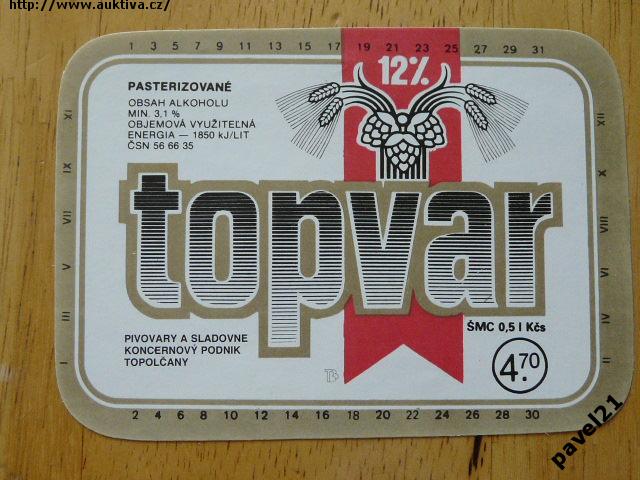 http://www.auktiva.cz/
1 3 5 7 9 11 13 15 17 19 21 23 25 27 29 31
12%
PASTERIZOVANÉ
OBSAH ALKOHOLU
MIN. 3,1 %
OBJEMOVÁ VYUŽITELNÁ
ENERGIA — 1850 kJ/LIT
ČSN 56 66 35
XI
IX
VII
V
III
I
XII
X
VIII
VI
IV
II
topvar
ŠMC 0,5 l Kčs
4.70
PIVOVARY A SLADOVNE
KONCERNOVÝ PODNIK
TOPOLČANY
2 4 6 8 10 12 14 16 18 20 22 24 26 28 30
pavel21